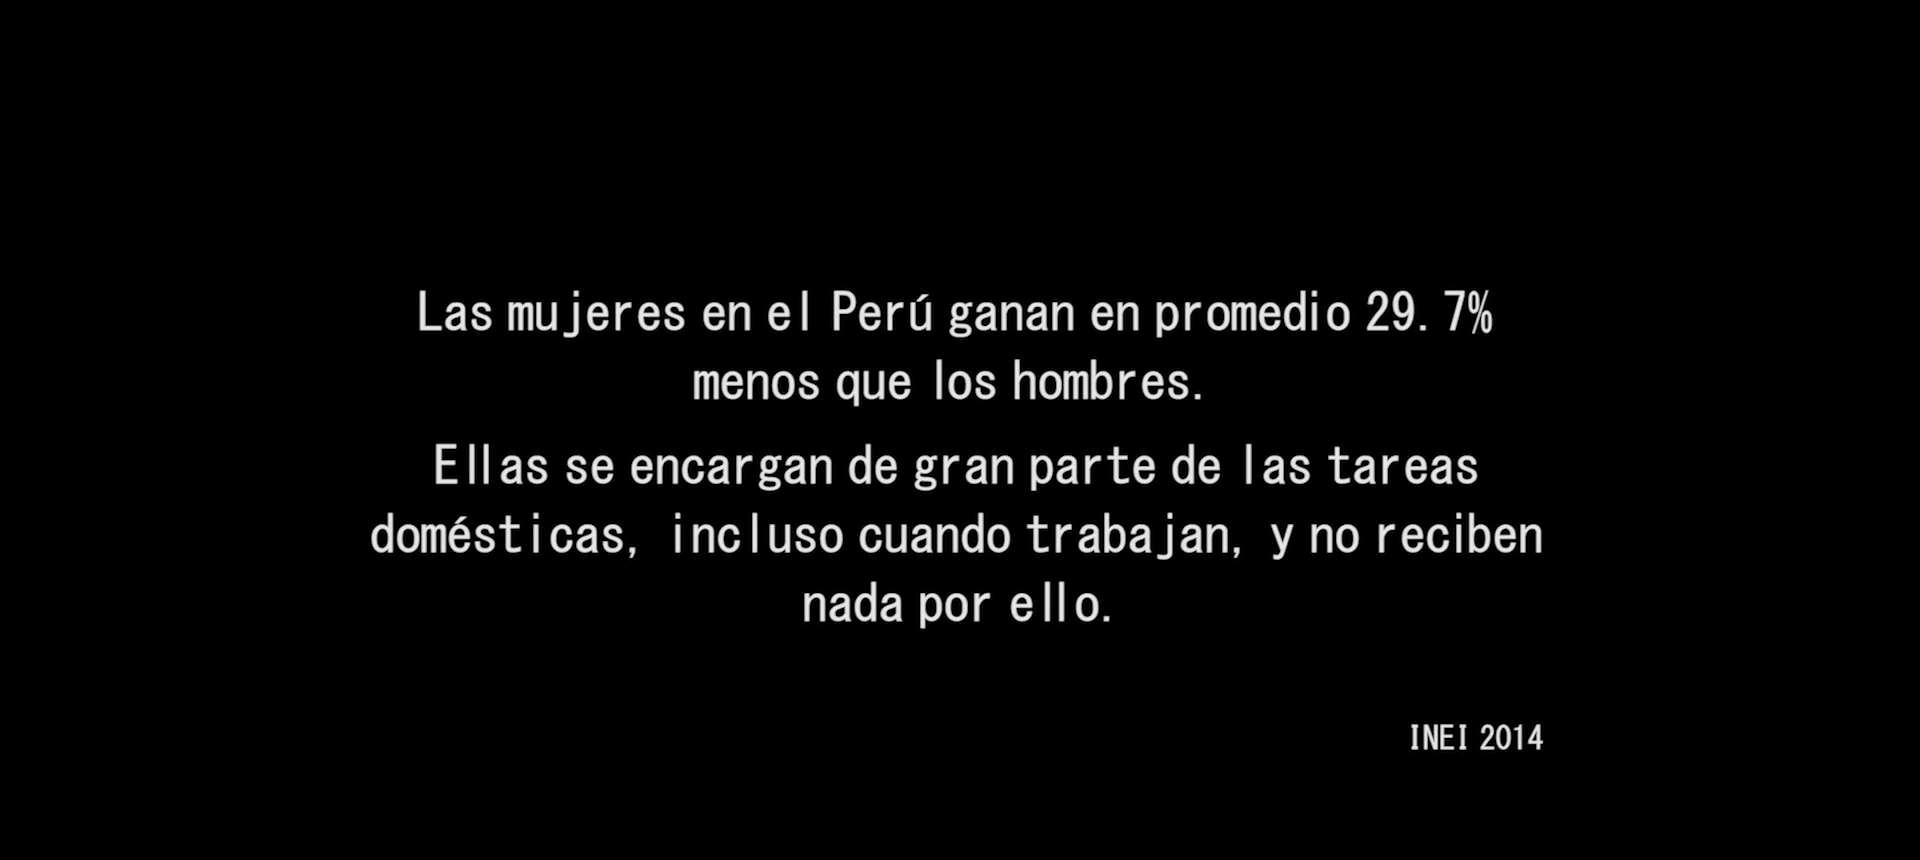 Las mujeres en el Perú ganan en promedio 29.7%
menos que los hombres.
Ellas se encargan de gran parte de las tareas
domésticas, incluso cuando trabajan, y no reciben
nada por ello.
INEI 2014